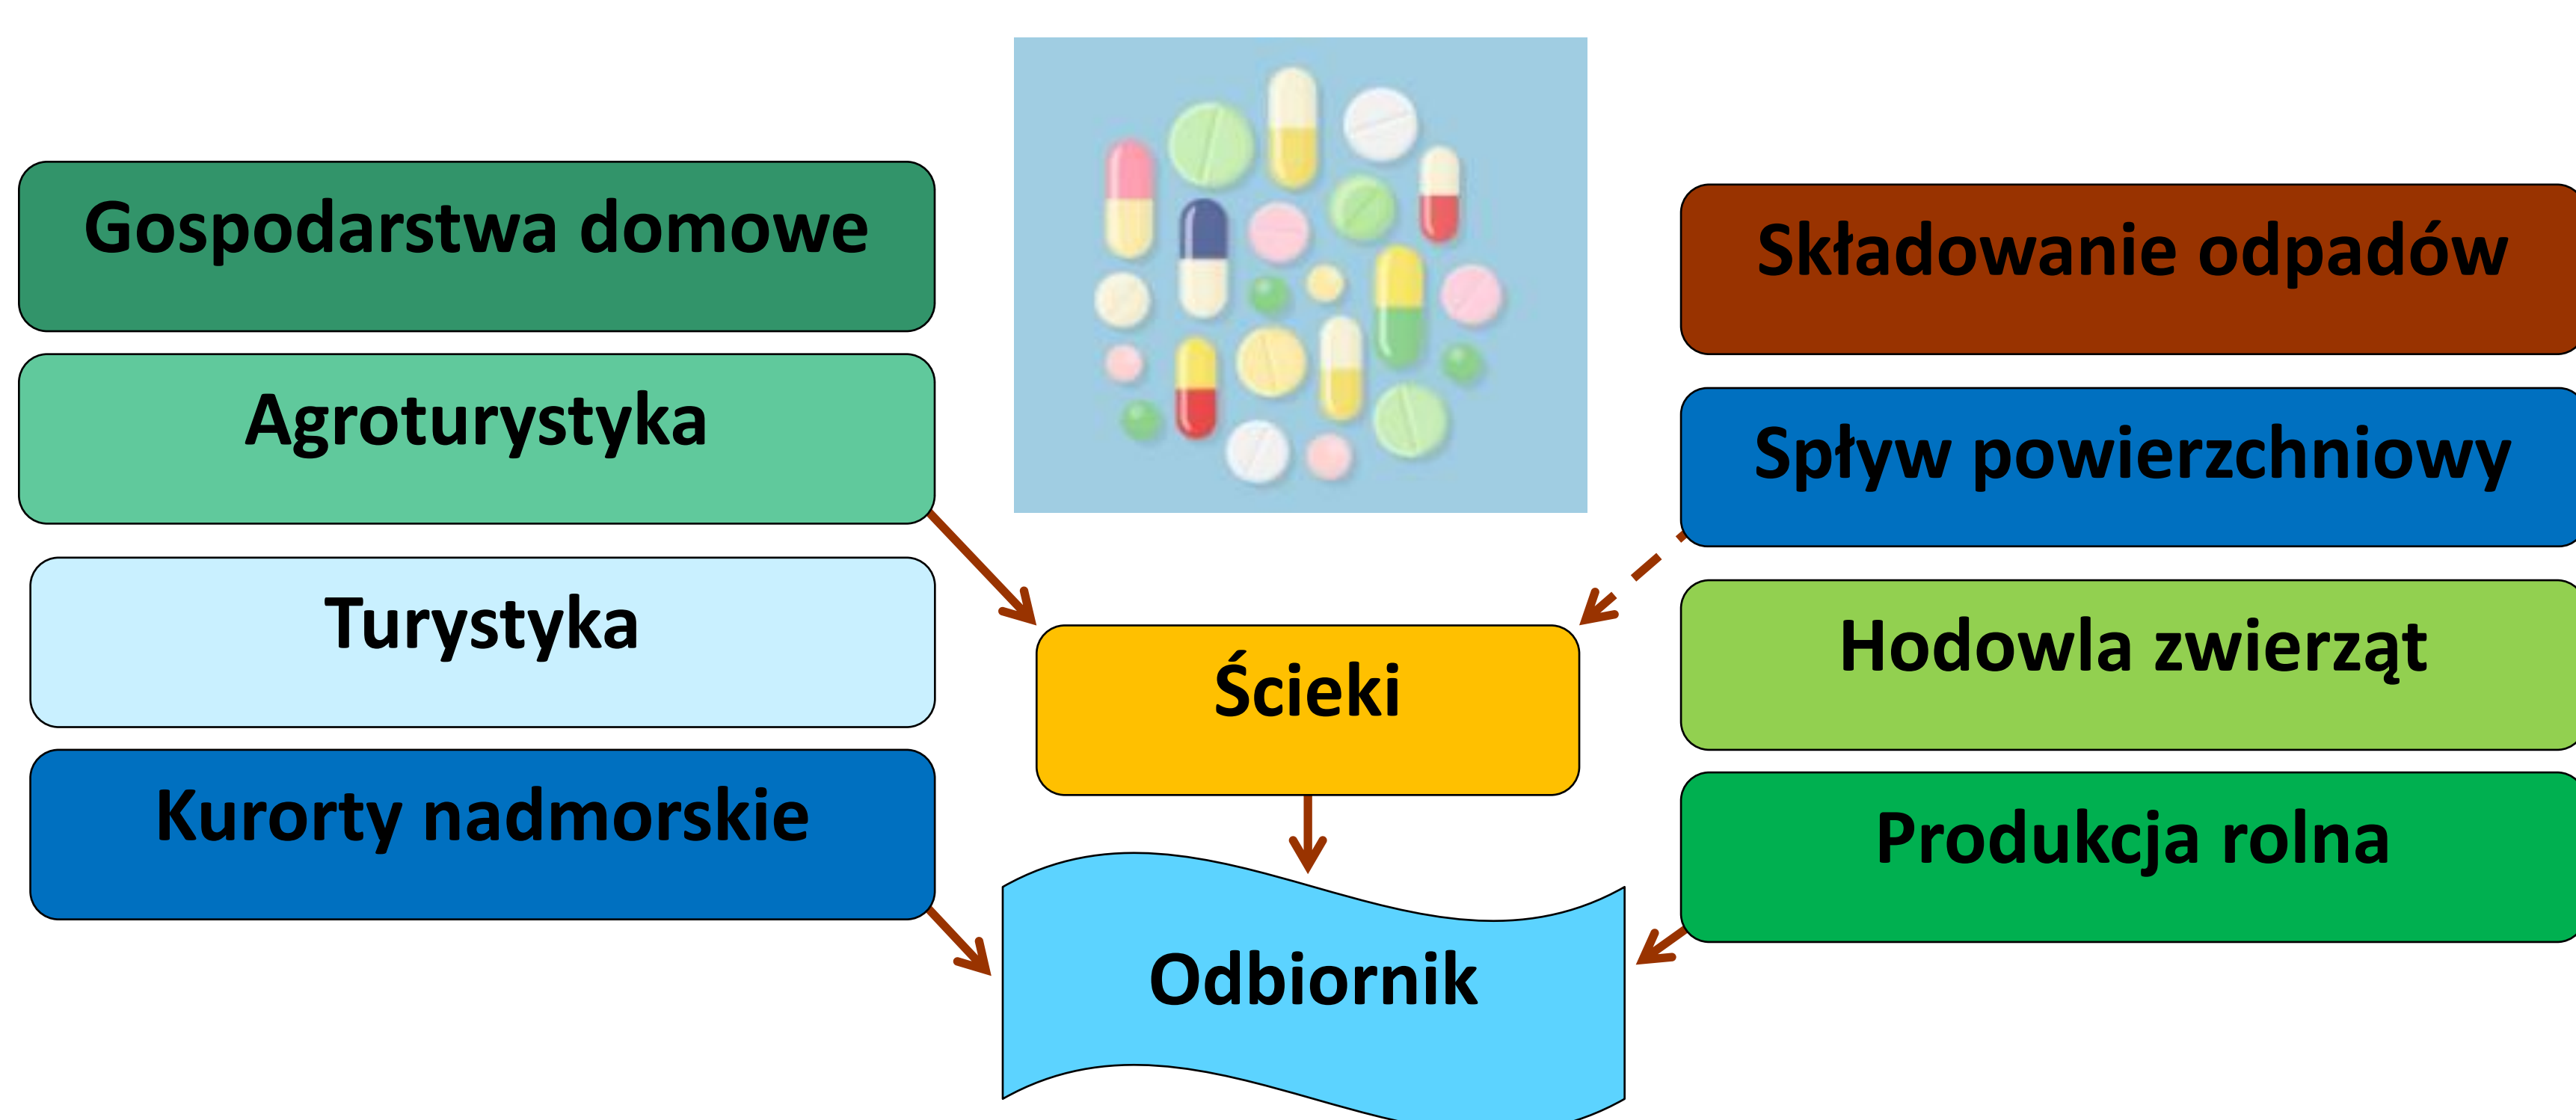 Gospodarstwa domowe
Agroturystyka
Turystyka
Kurorty nadmorskie
Ścieki
Odbiornik
Składowanie odpadów
Spływ powierzchniowy
Hodowla zwierząt
Produkcja rolna